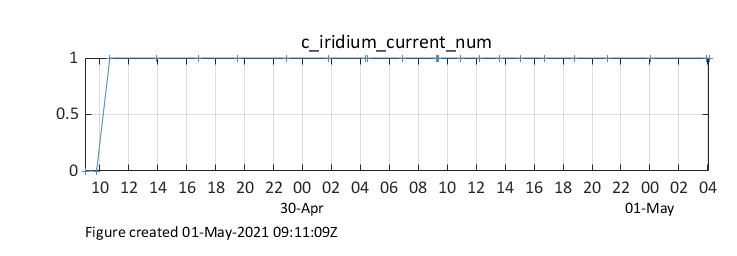 c_iridium_current_num
1
0.5
0
10 12 14 16 18 20 22 00 02 04 06 08 10 12 14 16 18 20 22 00 02 04
30-Apr 01-May
Figure created 01-May-2021 09:11:09Z